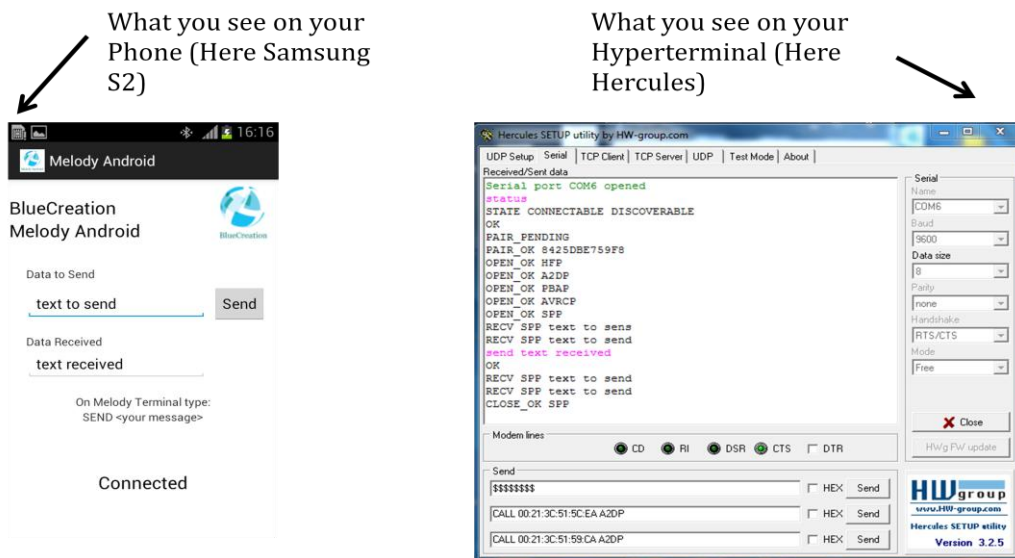 What you see on your
Phone (Here Samsung
S2)
What you see on your
Hyperterminal (Here
Hercules)
16:16
Melody Android
BlueCreation
Melody Android
BlueCreation
Data to Send
text to send
Send
Data Received
text received
On Melody Terminal type:
SEND <your message>
Connected
Hercules SETUP utility by HW-group.com
UDP Setup Serial TCP Client TCP Server UDP Test Mode About
Received/Sent data
Serial port COM6 opened
status
STATE CONNECTABLE DISCOVERABLE
OK
PAIR_PENDING
PAIR_OK 8425DBE759F8
OPEN_OK HFP
OPEN_OK A2DP
OPEN_OK PBAP
OPEN_OK AVRCP
OPEN_OK SPP
RECV SPP text to sens
RECV SPP text to send
send text received
OK
RECV SPP text to send
RECV SPP text to send
CLOSE_OK SPP
Serial
Name
COM6
Baud
9600
Data size
8
Parity
none
Handshake
RTS/CTS
Mode
Free
Close
HWg FW update
Modem lines
CD RI DSR CTS DTR
Send
$$$$$$$$ HEX Send
CALL 00:21:3C:51:5C:EA A2DP HEX Send
CALL 00:21:3C:51:59:CA A2DP HEX Send
HWgroup
www.HW-group.com
Hercules SETUP utility
Version 3.2.5